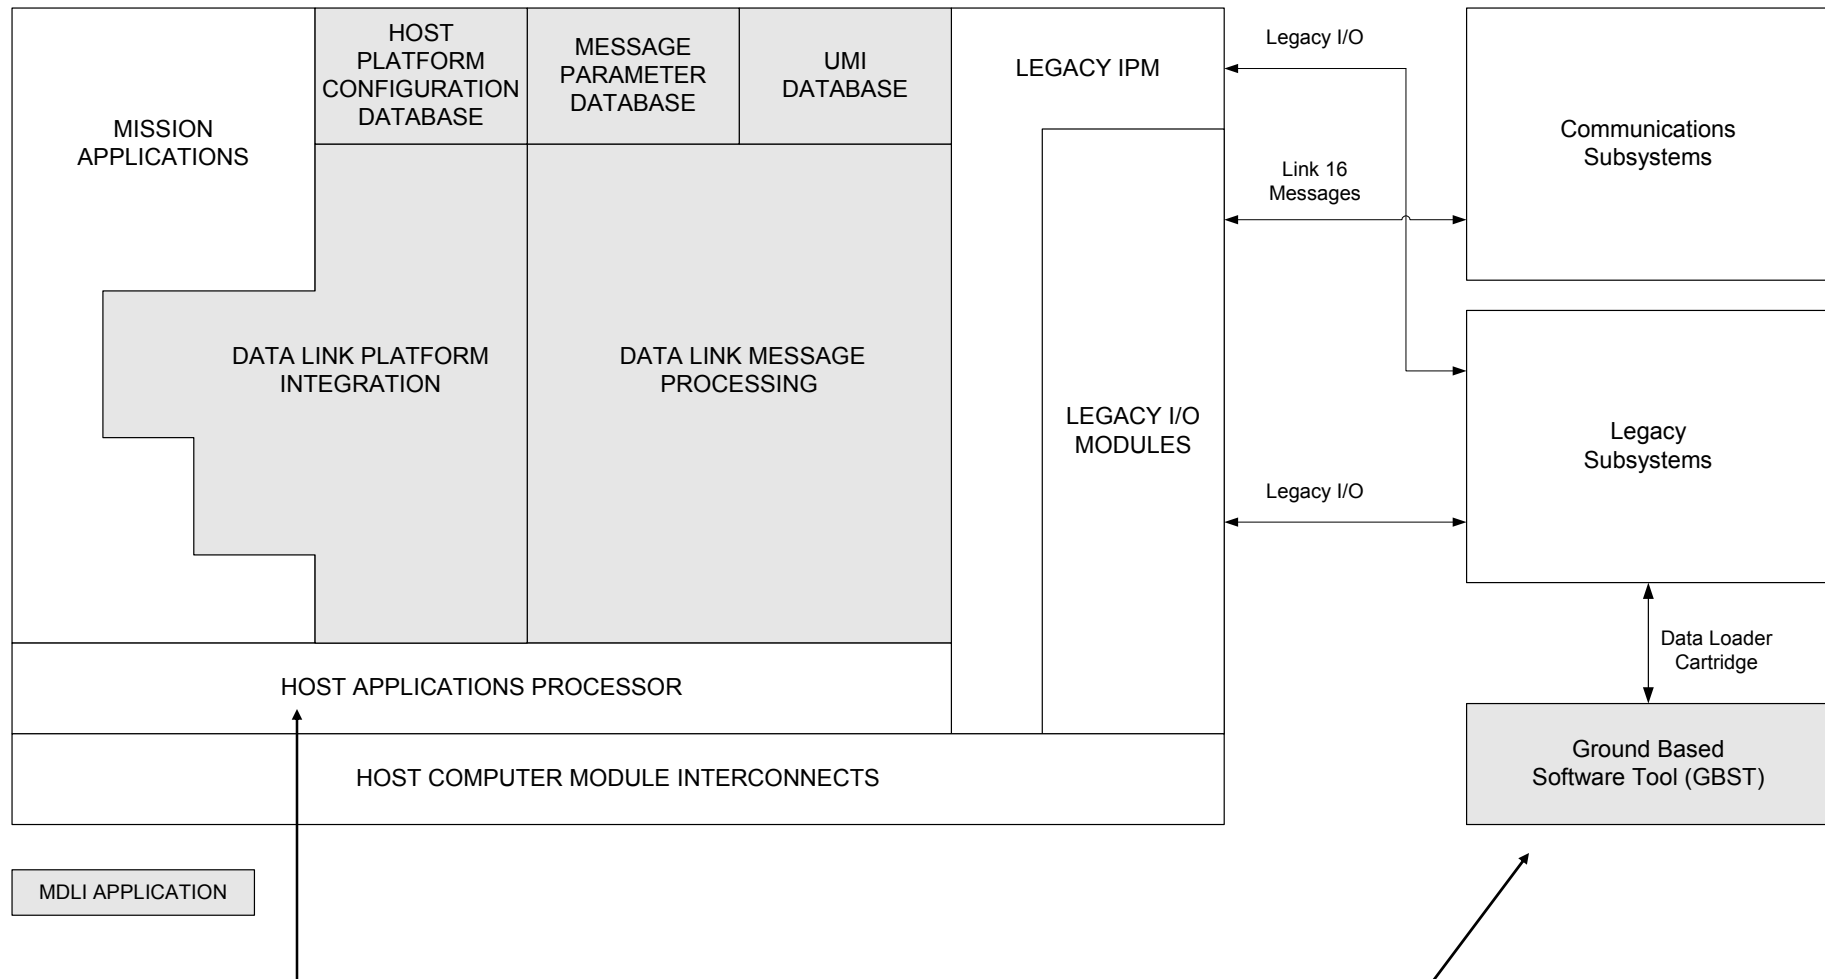 MISSION
APPLICATIONS
HOST
PLATFORM
CONFIGURATION
DATABASE
MESSAGE
PARAMETER
DATABASE
UMI
DATABASE
LEGACY IPM
Legacy I/O
Communications
Subsystems
Link 16
Messages
DATA LINK PLATFORM
INTEGRATION
DATA LINK MESSAGE
PROCESSING
LEGACY I/O
MODULES
Legacy
Subsystems
Legacy I/O
Data Loader
Cartridge
HOST APPLICATIONS PROCESSOR
HOST COMPUTER MODULE INTERCONNECTS
Ground Based
Software Tool (GBST)
MDLI APPLICATION